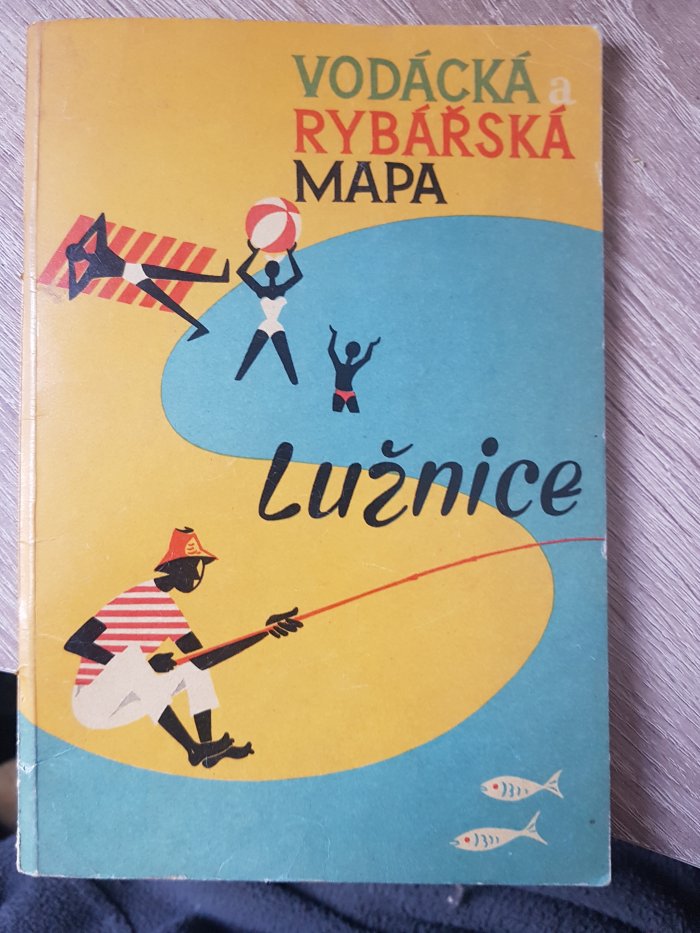 VODÁCKÁ a
RYBÁŘSKÁ
MAPA
Lužnice